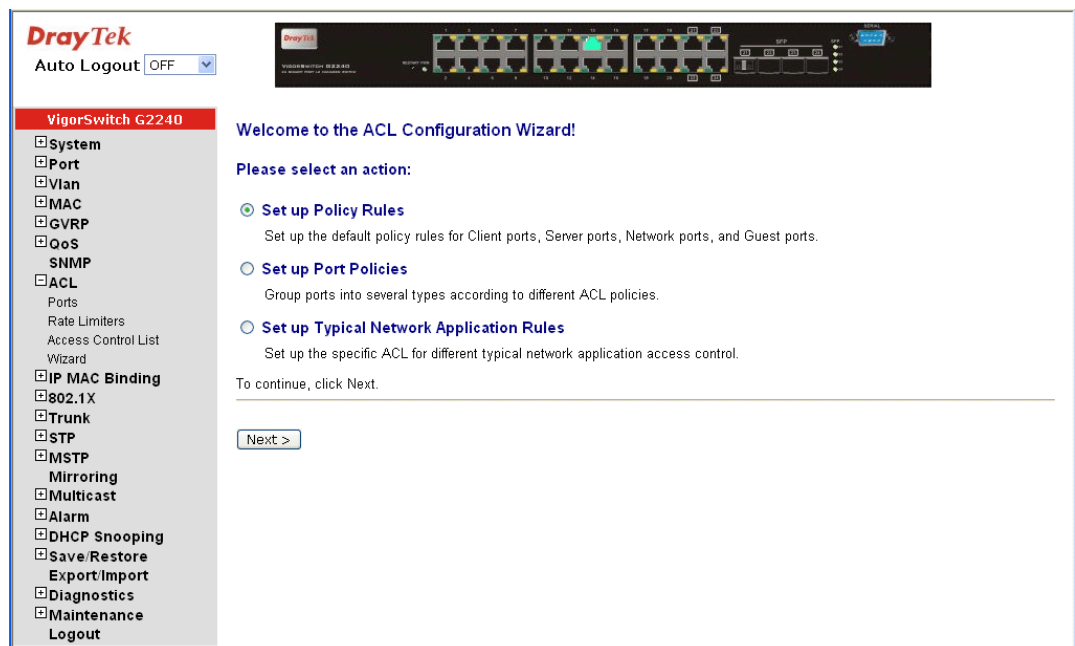 DrayTek
Auto Logout OFF
DrayTek
VIGORSWITCH G2240
SFP
SERIAL
VigorSwitch G2240
System
Port
Vlan
MAC
GVRP
QoS
SNMP
ACL
Ports
Rate Limiters
Access Control List
Wizard
IP MAC Binding
802.1X
Trunk
STP
MSTP
Mirroring
Multicast
Alarm
DHCP Snooping
Save/Restore
Export/Import
Diagnostics
Maintenance
Logout
Welcome to the ACL Configuration Wizard!
Please select an action:
Set up Policy Rules
Set up the default policy rules for Client ports, Server ports, Network ports, and Guest ports.
Set up Port Policies
Group ports into several types according to different ACL policies.
Set up Typical Network Application Rules
Set up the specific ACL for different typical network application access control.
To continue, click Next.
Next >